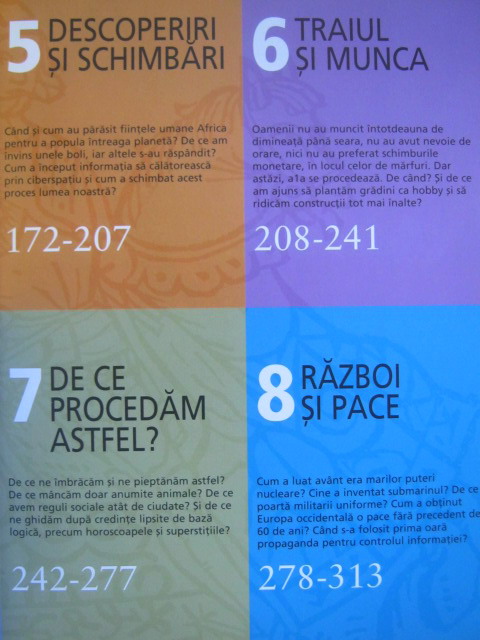 5 DESCOPERIRI
ȘI SCHIMBĂRI
Când și cum au părăsit ființele umane Africa
pentru a popula întreaga planetă? De ce am
învins unele boli, iar altele s-au răspândit?
Cum a început informația să călătorească
prin ciberspațiu și cum a schimbat acest
proces lumea noastră?
172-207
6 TRAIUL
ȘI MUNCA
Oamenii nu au muncit întotdeauna de
dimineață până seara, nu au avut nevoie de
orare, nici nu au preferat schimburile
monetare, în locul celor de mărfuri. Dar
astăzi, a1a se procedează. De când? Și de ce
am ajuns să plantăm grădini ca hobby și să
ridicăm construcții tot mai înalte?
208-241
7 DE CE
PROCEDĂM
ASTFEL?
De ce ne îmbrăcăm și ne pieptănăm astfel?
De ce mâncăm doar anumite animale? De ce
avem reguli sociale atât de ciudate? Și de ce
ne ghidăm după credințe lipsite de bază
logică, precum horoscoapele și superstițiile?
242-277
8 RĂZBOI
ȘI PACE
Cum a luat avânt era marilor puteri
nucleare? Cine a inventat submarinul? De ce
poartă militarii uniforme? Cum a obținut
Europa occidentală o pace fără precedent de
60 de ani? Când s-a folosit prima oară
propaganda pentru controlul informației?
278-313